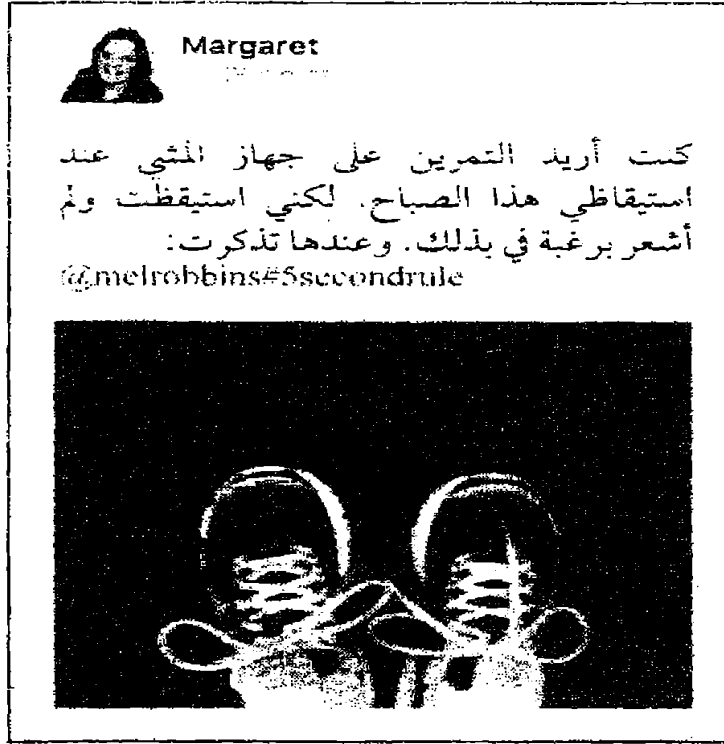 Margaret
كنت أريد التمرين على جهاز المشي عند
استيقاظي هذا الصباح. لكني استيقظت ولم
أشعر برغبة في بذلك. وعندها تذكرت:
@melrobbins#5secondrule